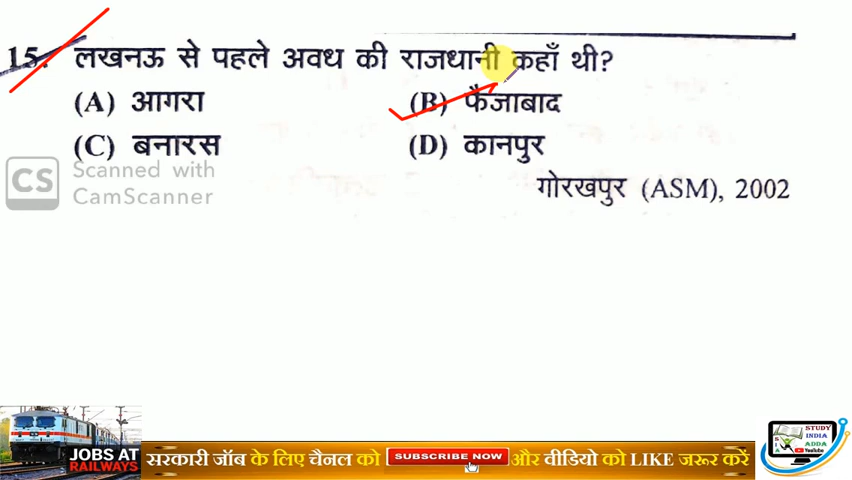 15. लखनऊ से पहले अवध की राजधानी कहाँ थी?
(A) आगरा (B) फैजाबाद
(C) बनारस (D) कानपुर
CS Scanned with
CamScanner
गोरखपुर (ASM), 2002
JOBS AT
RAILWAYS
सरकारी जॉब के लिए चैनल को SUBSCRIBE NOW और वीडियो को LIKE जरूर करें
STUDY
INDIA
ADDA
YouTube